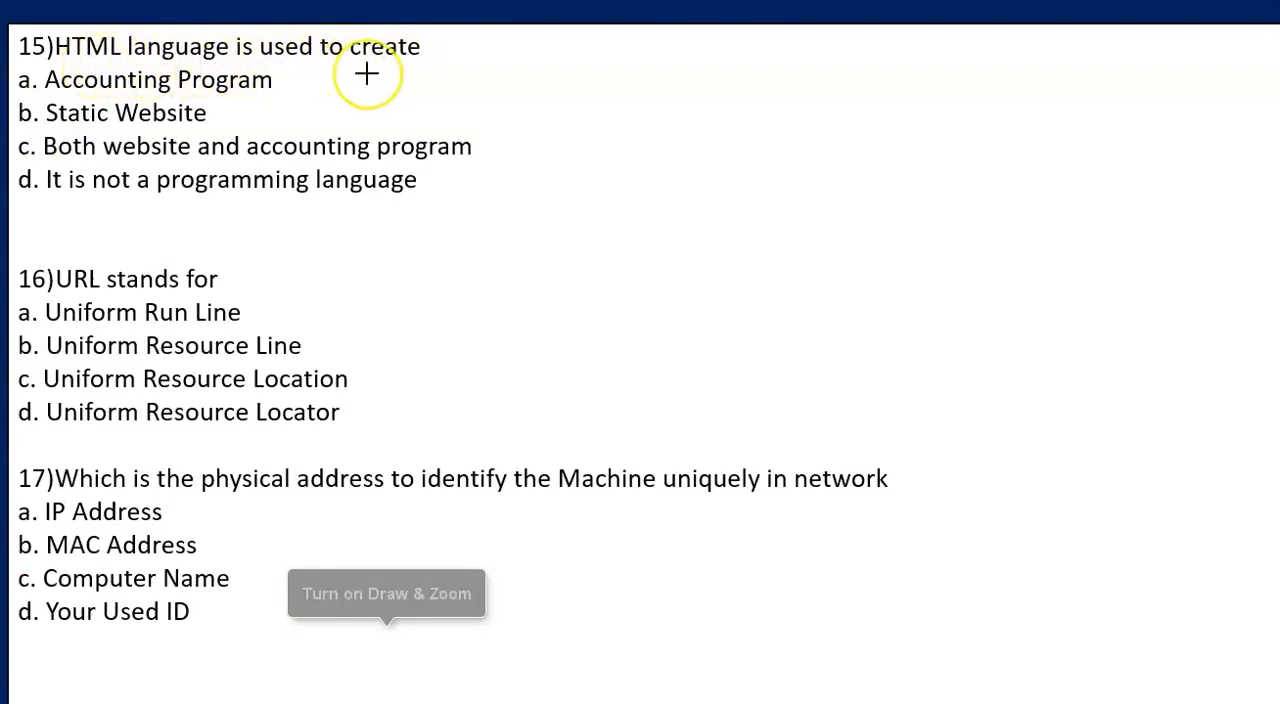 15)HTML language is used to create
a. Accounting Program
b. Static Website
c. Both website and accounting program
d. It is not a programming language
16)URL stands for
a. Uniform Run Line
b. Uniform Resource Line
c. Uniform Resource Location
d. Uniform Resource Locator
17)Which is the physical address to identify the Machine uniquely in network
a. IP Address
b. MAC Address
c. Computer Name
d. Your Used ID
Turn on Draw & Zoom